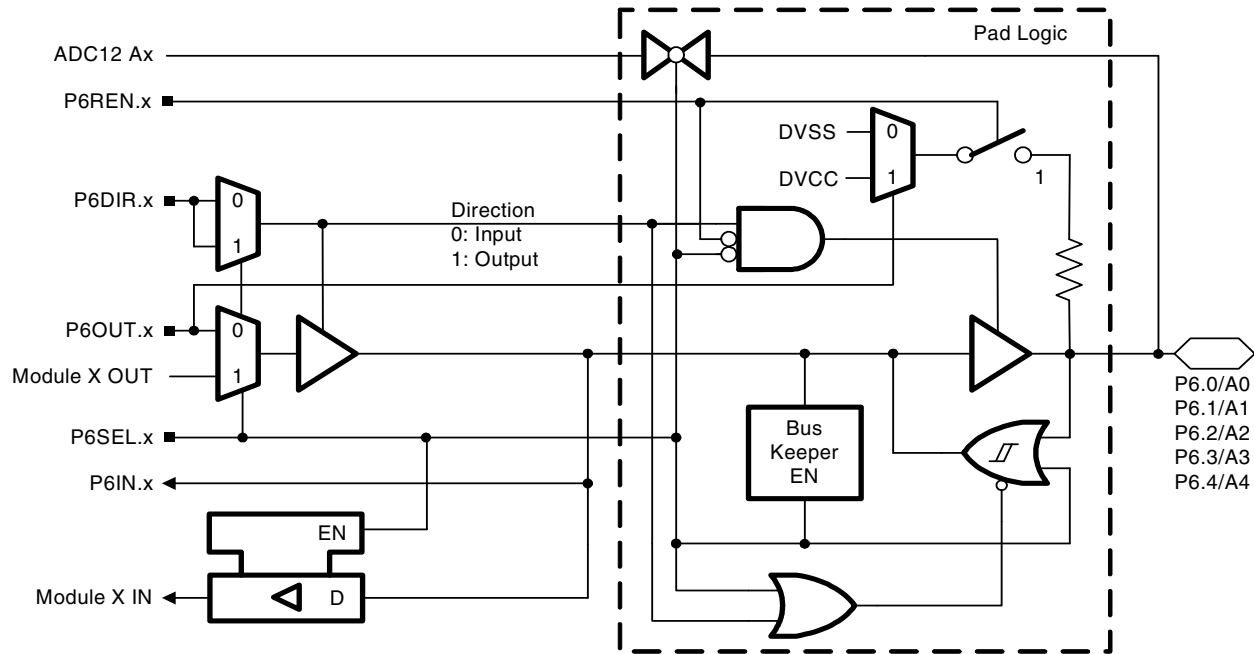 Pad Logic
ADC12 Ax
P6REN.x
DVSS
0
DVCC
1
1
P6DIR.x
0
1
Direction
0: Input
1: Output
P6OUT.x
0
Module X OUT
1
P6SEL.x
P6IN.x
Bus
Keeper
EN
P6.0/A0
P6.1/A1
P6.2/A2
P6.3/A3
P6.4/A4
EN
Module X IN
D